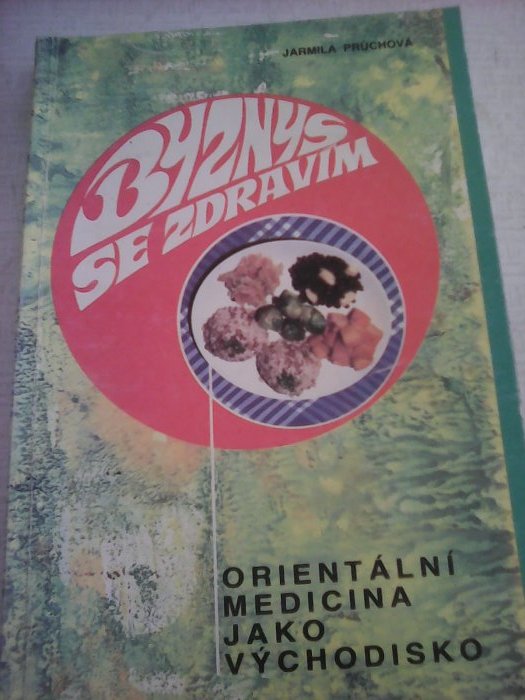 JARMILA PRŮCHOVÁ
BYZNYS
SE ZDRAVÍM
ORIENTÁLNÍ
MEDICINA
JAKO
VÝCHODISKO